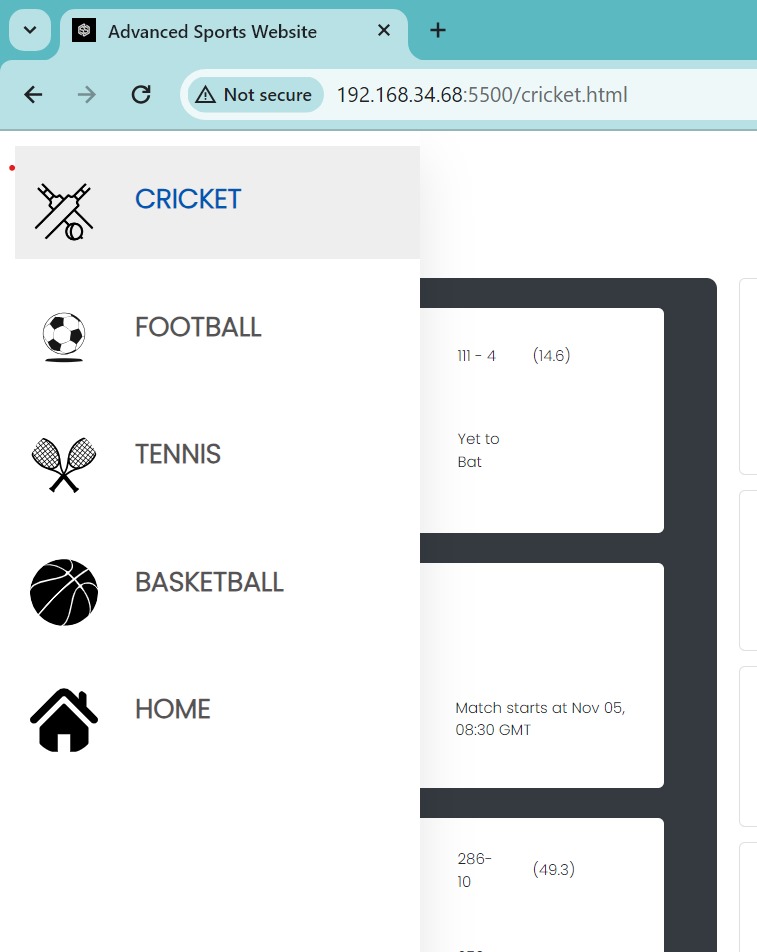 Advanced Sports Website
Not secure 192.168.34.68:5500/cricket.html
CRICKET
FOOTBALL
TENNIS
BASKETBALL
HOME
111 - 4 (14.6)
Yet to
Bat
Match starts at Nov 05,
08:30 GMT
286-
10
(49.3)